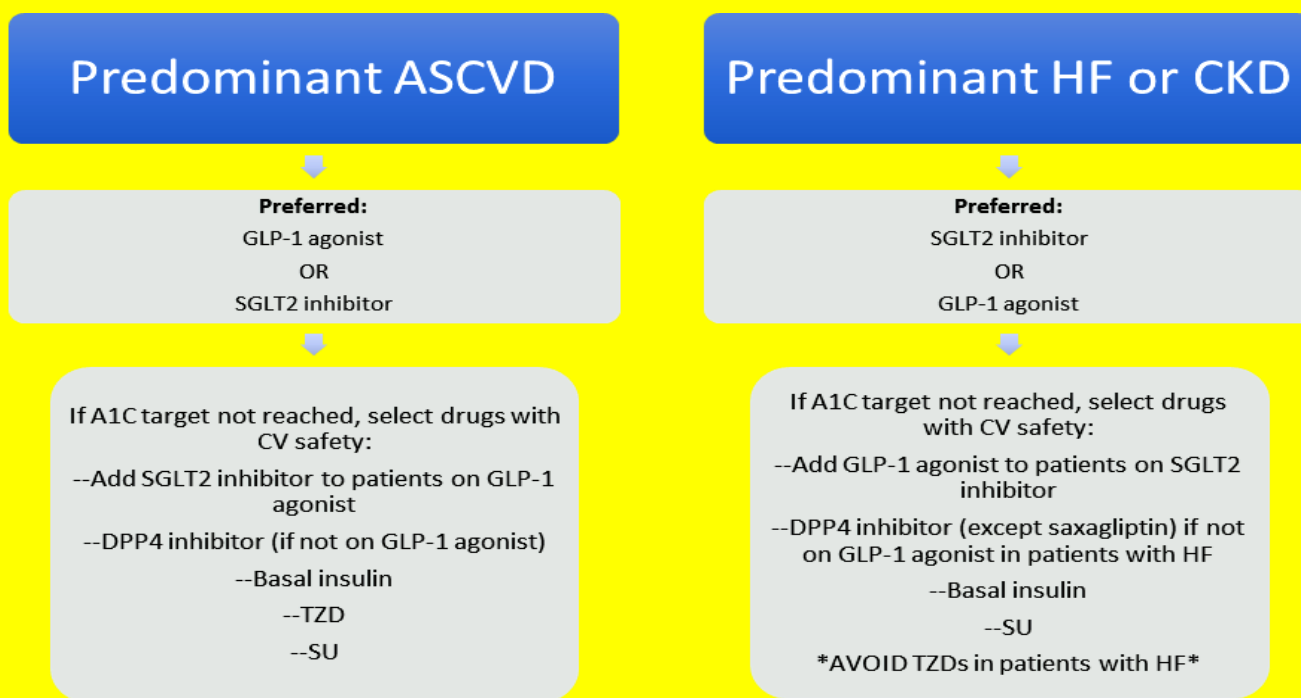 Predominant ASCVD
Preferred:
GLP-1 agonist
OR
SGLT2 inhibitor
If A1C target not reached, select drugs with
CV safety:
--Add SGLT2 inhibitor to patients on GLP-1
agonist
--DPP4 inhibitor (if not on GLP-1 agonist)
--Basal insulin
--TZD
--SU
Predominant HF or CKD
Preferred:
SGLT2 inhibitor
OR
GLP-1 agonist
If A1C target not reached, select drugs
with CV safety:
--Add GLP-1 agonist to patients on SGLT2
inhibitor
--DPP4 inhibitor (except saxagliptin) if not
on GLP-1 agonist in patients with HF
--Basal insulin
--SU
*AVOID TZDs in patients with HF*